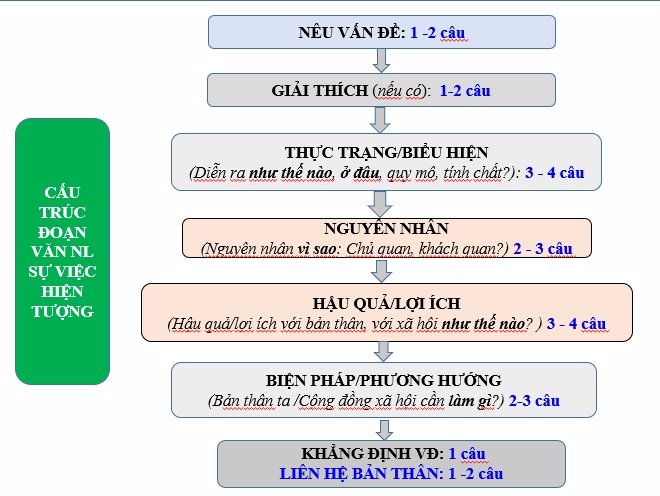 NÊU VẤN ĐỀ: 1 -2 câu
GIẢI THÍCH (nếu có): 1-2 câu
THỰC TRẠNG/BIỂU HIỆN
(Diễn ra như thế nào, ở đâu, quy mô, tính chất?): 3 - 4 câu
CẤU
TRÚC
ĐOẠN
VĂN NL
SỰ VIỆC
HIỆN
TƯỢNG
NGUYÊN NHÂN
(Nguyên nhân vì sao: Chủ quan, khách quan?) 2 - 3 câu
HẬU QUẢ/LỢI ÍCH
(Hậu quả/lợi ích với bản thân, với xã hội như thế nào? ) 3 - 4 câu
BIỆN PHÁP/PHƯƠNG HƯỚNG
(Bản thân ta /Công đồng xã hội cần làm gì?) 2-3 câu
KHẲNG ĐỊNH VĐ: 1 câu
LIÊN HỆ BẢN THÂN: 1 -2 câu